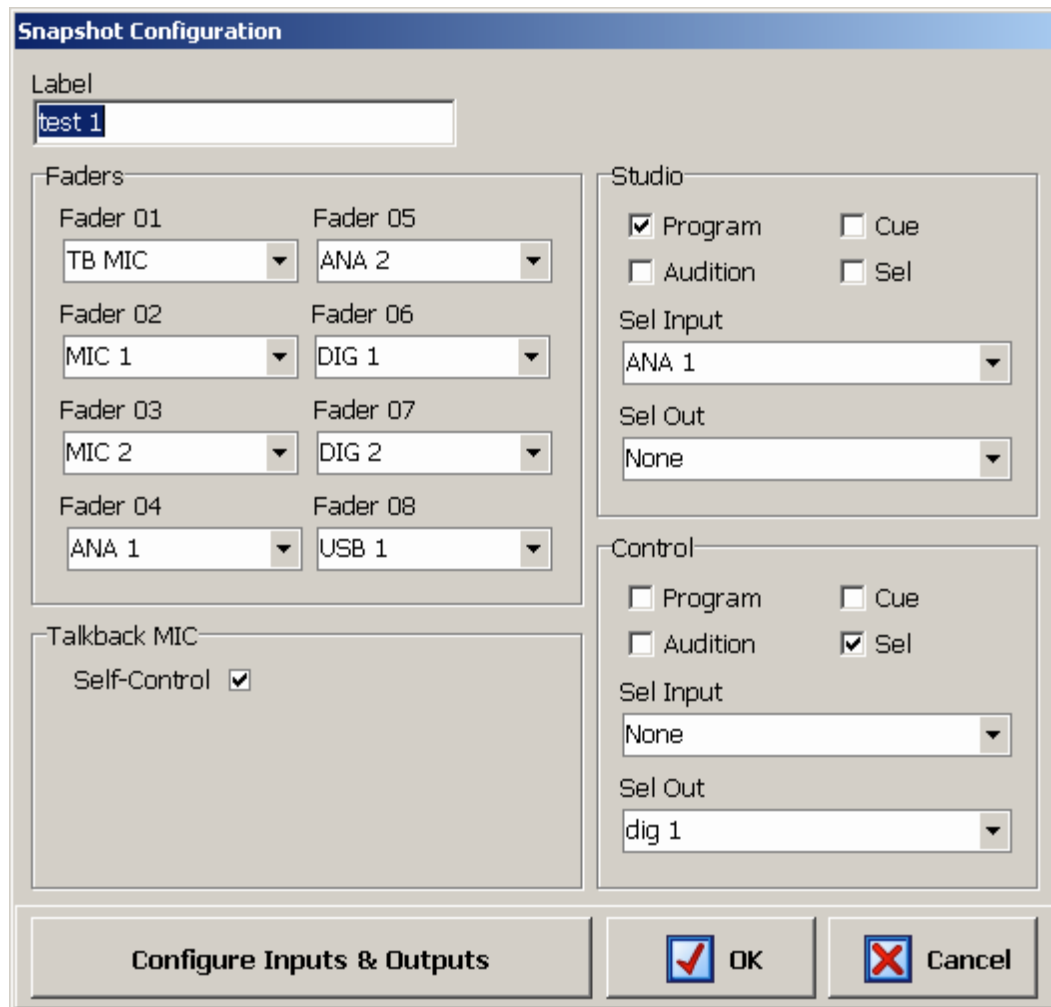 Snapshot Configuration
Label
test 1
Faders
Fader 01 Fader 05
TB MIC ANA 2
Fader 02 Fader 06
MIC 1 DIG 1
Fader 03 Fader 07
MIC 2 DIG 2
Fader 04 Fader 08
ANA 1 USB 1
Talkback MIC
Self-Control
Studio
Program Cue
Audition Sel
Sel Input
ANA 1
Sel Out
None
Control
Program Cue
Audition Sel
Sel Input
None
Sel Out
dig 1
Configure Inputs & Outputs OK Cancel